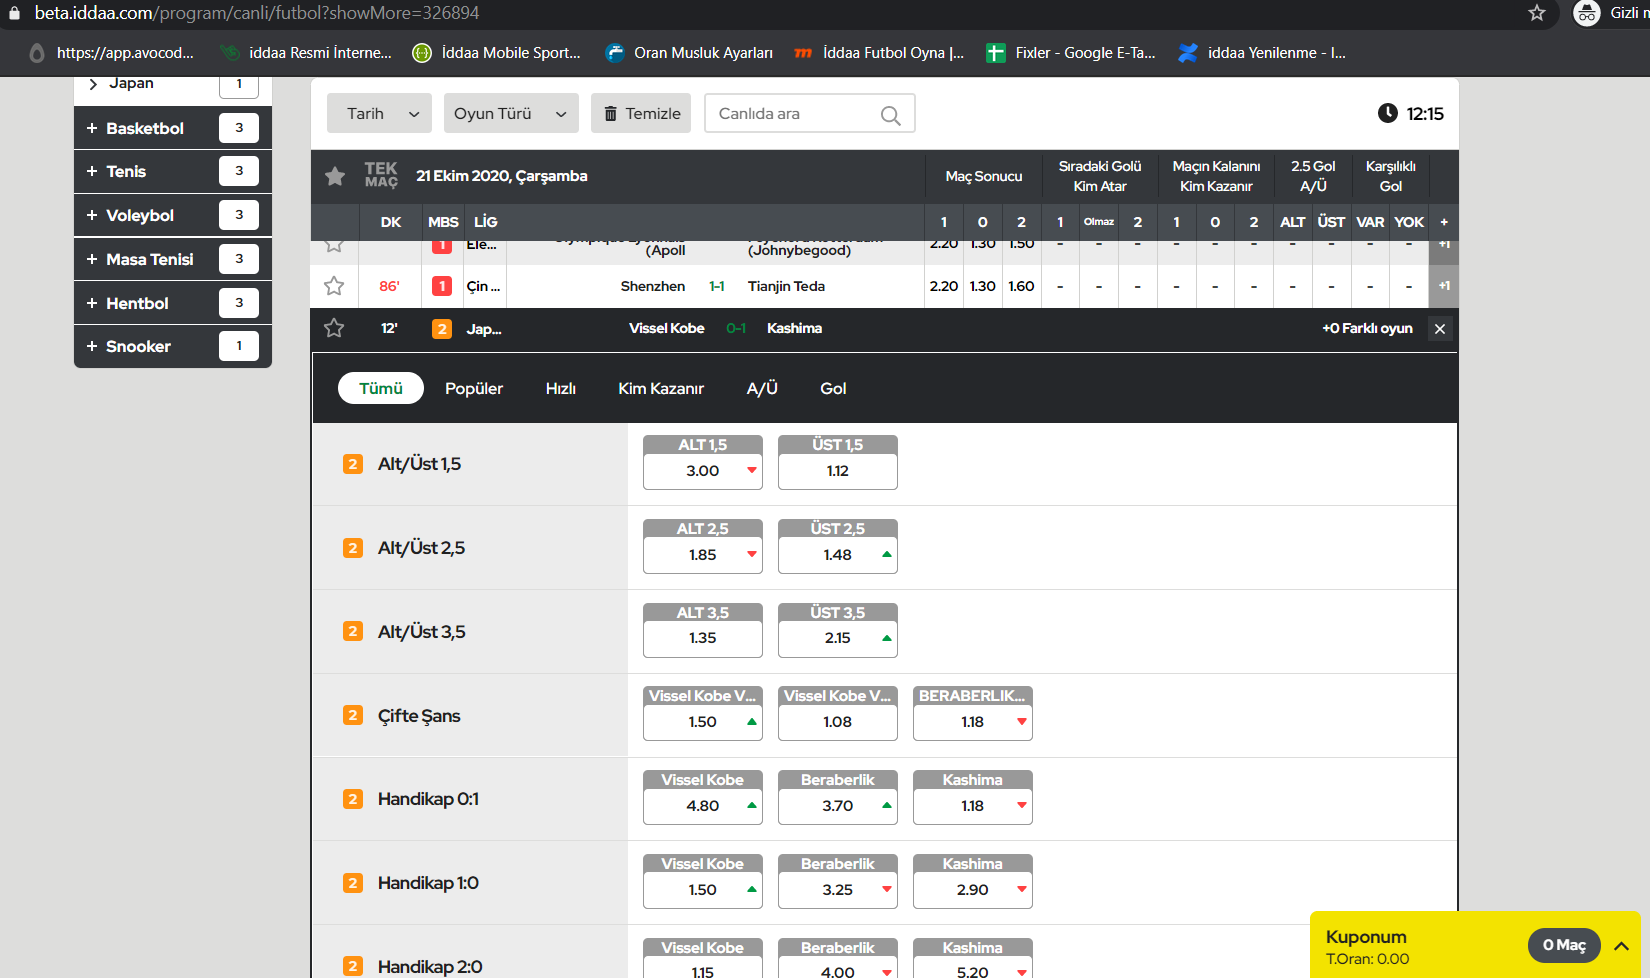 beta.iddaa.com/program/canli/futbol?showMore=326894
Gizli
https://app.avocod...
iddaa Resmi İnterne...
İddaa Mobile Sport...
Oran Musluk Ayarları
İddaa Futbol Oyna |...
Fixler - Google E-Ta...
iddaa Yenilenme - I...
Japan 1
+ Basketbol 3
+ Tenis 3
+ Voleybol 3
+ Masa Tenisi 3
+ Hentbol 3
+ Snooker 1
Tarih
Oyun Türü
Temizle
Canlıda ara
12:15
TEK MAÇ
21 Ekim 2020, Çarşamba
Maç Sonucu
Sıradaki Golü Kim Atar
Maçın Kalanını Kim Kazanır
2.5 Gol A/Ü
Karşılıklı Gol
DK MBS LİG 1 0 2 1 Olmaz 2 1 0 2 ALT ÜST VAR YOK +
1 Ele... (Apoll (Johnybegood) 2.20 1.30 1.50 - - - - - - - - - - +1
86' 1 Çin ... Shenzhen 1-1 Tianjin Teda 2.20 1.30 1.60 - - - - - - - - - - +1
12' 2 Jap... Vissel Kobe 0-1 Kashima +0 Farklı oyun ×
Tümü Popüler Hızlı Kim Kazanır A/Ü Gol
2 Alt/Üst 1,5
ALT 1,5 3.00
ÜST 1,5 1.12
2 Alt/Üst 2,5
ALT 2,5 1.85
ÜST 2,5 1.48
2 Alt/Üst 3,5
ALT 3,5 1.35
ÜST 3,5 2.15
2 Çifte Şans
Vissel Kobe V... 1.50
Vissel Kobe V... 1.08
BERABERLIK... 1.18
2 Handikap 0:1
Vissel Kobe 4.80
Beraberlik 3.70
Kashima 1.18
2 Handikap 1:0
Vissel Kobe 1.50
Beraberlik 3.25
Kashima 2.90
2 Handikap 2:0
Vissel Kobe 1.15
Beraberlik 4.00
Kashima 5.20
Kuponum
T.Oran: 0.00
0 Maç